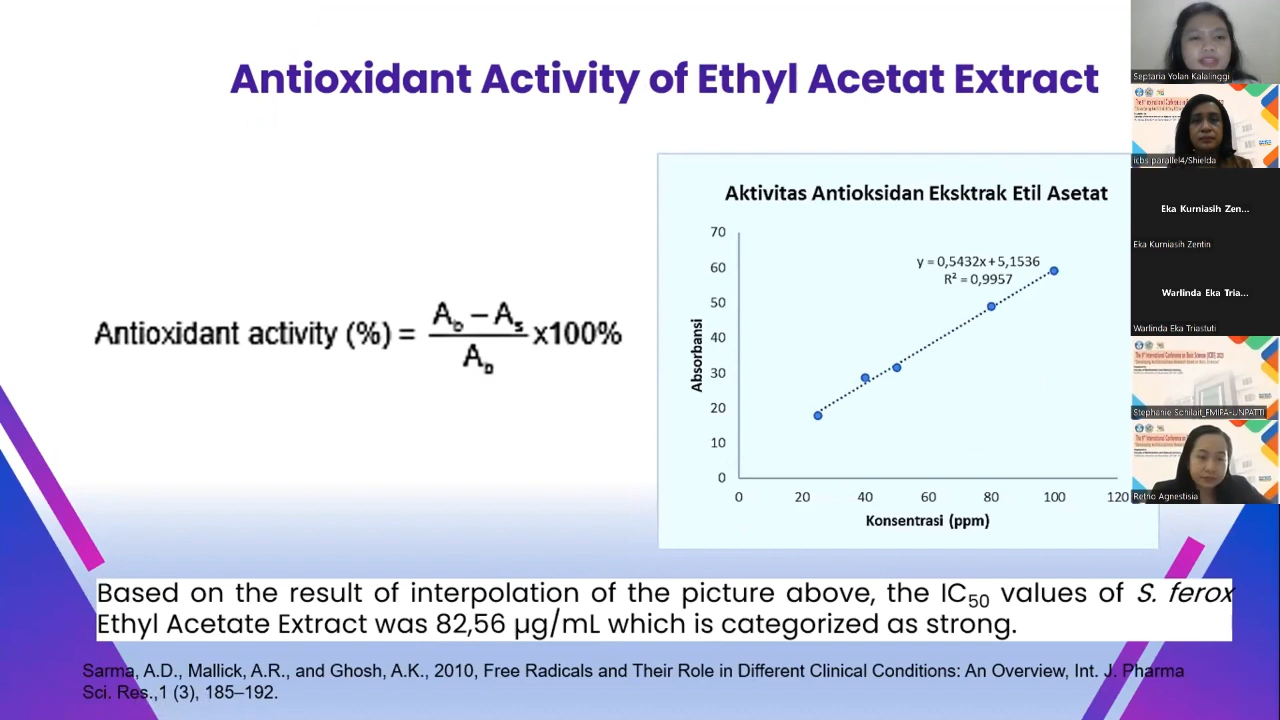 Antioxidant Activity of Ethyl Acetat Extract
Antioxidant activity (%) = A_b − A_s / A_b x100%
Aktivitas Antioksidan Eksktrak Etil Asetat
y = 0,5432x + 5,1536
R² = 0,9957
Absorbansi
70
60
50
40
30
20
10
0
0 20 40 60 80 100 120
Konsentrasi (ppm)
Based on the result of interpolation of the picture above, the IC₅₀ values of S. ferox
Ethyl Acetate Extract was 82,56 µg/mL which is categorized as strong.
Sarma, A.D., Mallick, A.R., and Ghosh, A.K., 2010, Free Radicals and Their Role in Different Clinical Conditions: An Overview, Int. J. Pharma
Sci. Res.,1 (3), 185–192.
Septaria Yolan Kalalinggi
icbs parallel4/Shielda
Eka Kurniasih Zen...
Eka Kurniasih Zentin
Warlinda Eka Tria...
Warlinda Eka Triastuti
Stephanie Schilait_FMIPA-UNPATTI
Retno Agnestisia